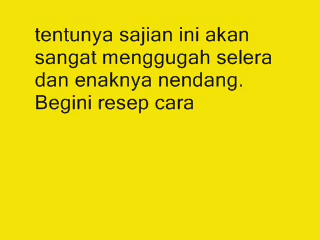 tentunya sajian ini akan
sangat menggugah selera
dan enaknya nendang.
Begini resep cara